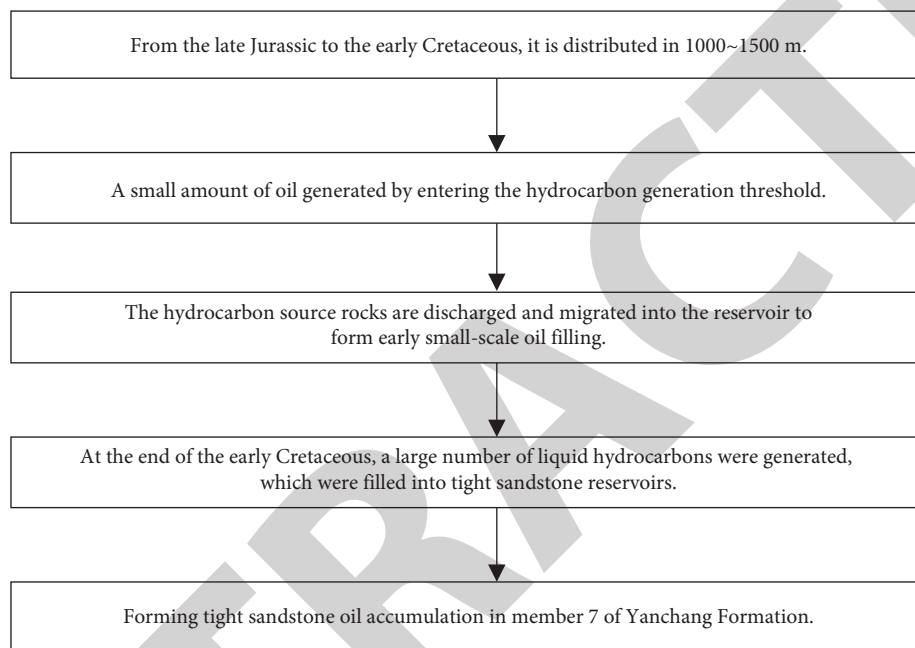 From the late Jurassic to the early Cretaceous, it is distributed in 1000~1500 m.
A small amount of oil generated by entering the hydrocarbon generation threshold.
The hydrocarbon source rocks are discharged and migrated into the reservoir to
form early small-scale oil filling.
At the end of the early Cretaceous, a large number of liquid hydrocarbons were generated,
which were filled into tight sandstone reservoirs.
Forming tight sandstone oil accumulation in member 7 of Yanchang Formation.
TRACT